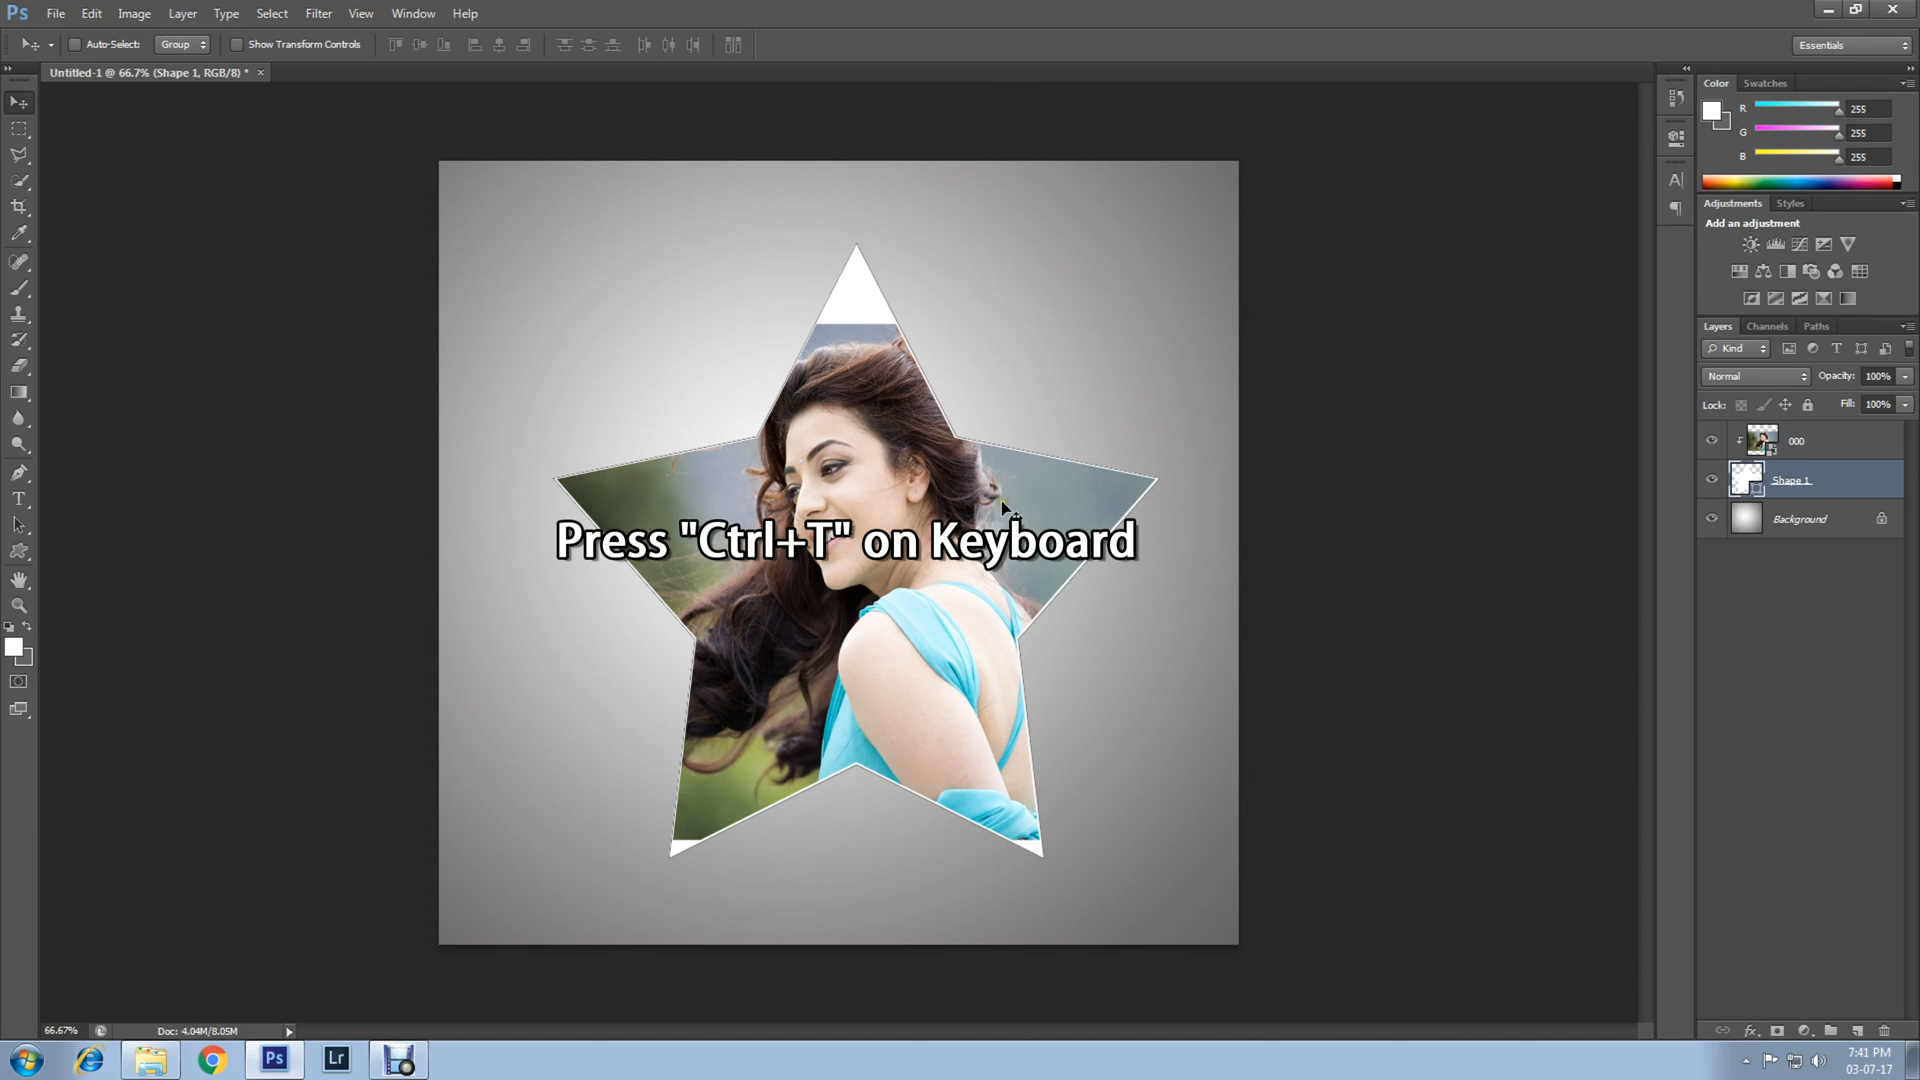 Ps File Edit Image Layer Type Select Filter View Window Help
Auto-Select: Group Show Transform Controls Essentials
Untitled-1 @ 66.7% (Shape 1, RGB/8) * ×
Color Swatches
R 255
G 255
B 255
Adjustments Styles
Add an adjustment
Layers Channels Paths
Kind
Normal Opacity: 100%
Lock: Fill: 100%
000
Shape 1
Background
Press "Ctrl+T" on Keyboard
66.67% Doc: 4.04M/8.05M
Ps Lr
7:41 PM
03-07-17